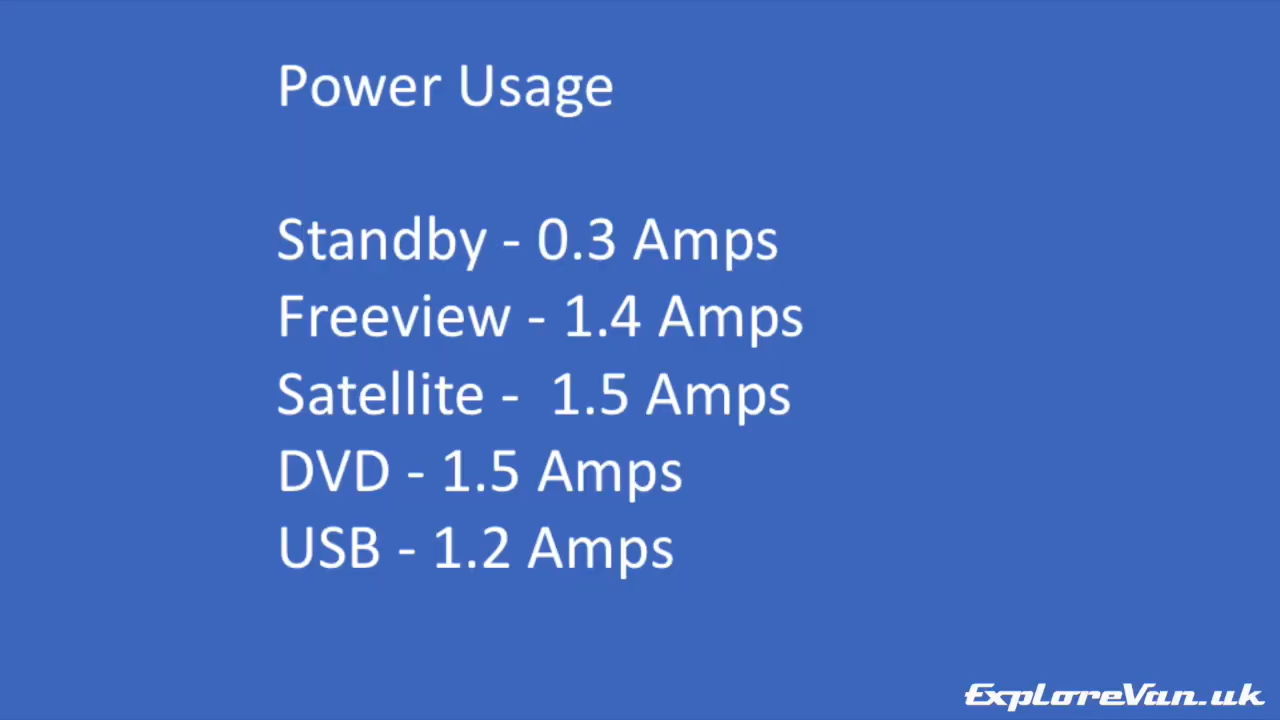 Power Usage
Standby - 0.3 Amps
Freeview - 1.4 Amps
Satellite -  1.5 Amps
DVD - 1.5 Amps
USB - 1.2 Amps
ExploreVan.uk